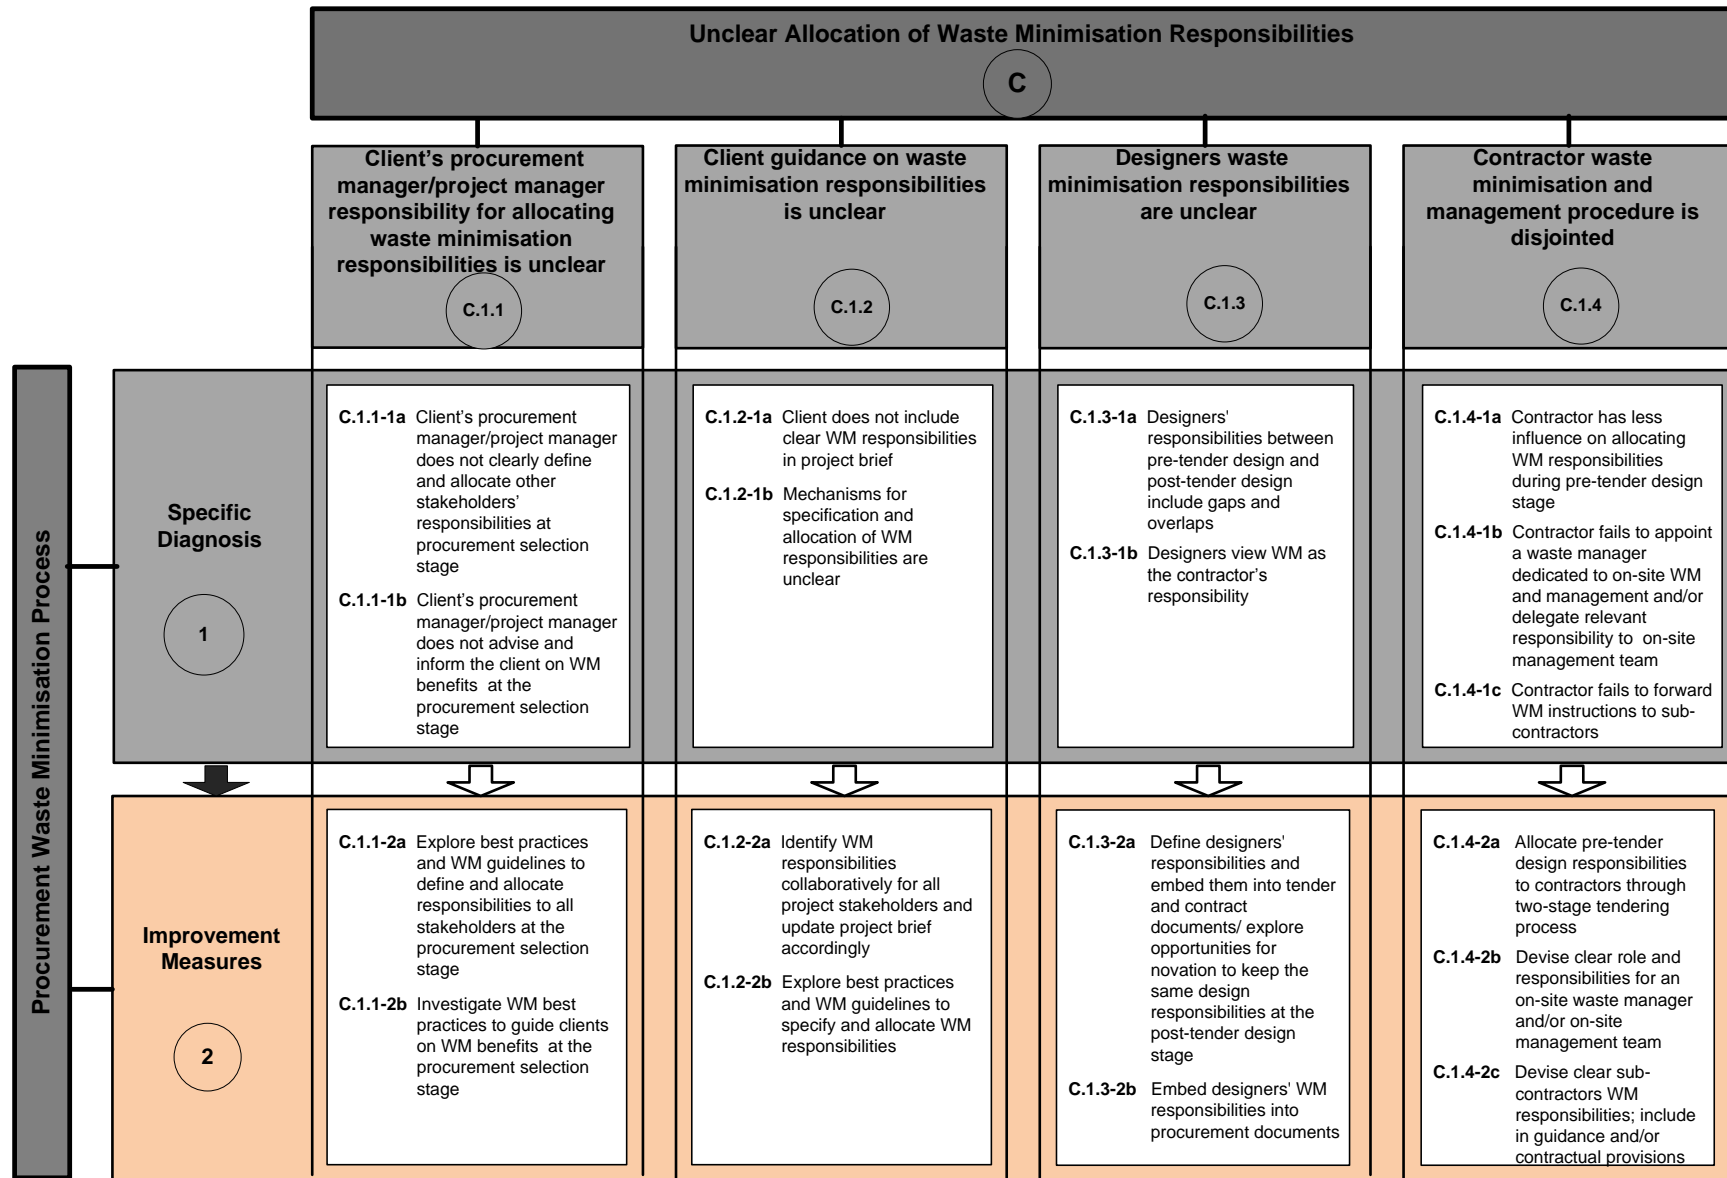 Unclear Allocation of Waste Minimisation Responsibilities
C
Client's procurement
manager/project manager
responsibility for allocating
waste minimisation
responsibilities is unclear
C.1.1
Client guidance on waste
minimisation responsibilities
is unclear
C.1.2
Designers waste
minimisation responsibilities
are unclear
C.1.3
Contractor waste
minimisation and
management procedure is
disjointed
C.1.4
Procurement Waste Minimisation Process
Specific
Diagnosis
1
C.1.1-1a Client's procurement
manager/project manager
does not clearly define
and allocate other
stakeholders'
responsibilities at
procurement selection
stage
C.1.1-1b Client's procurement
manager/project manager
does not advise and
inform the client on WM
benefits at the
procurement selection
stage
C.1.2-1a Client does not include
clear WM responsibilities
in project brief
C.1.2-1b Mechanisms for
specification and
allocation of WM
responsibilities are
unclear
C.1.3-1a Designers'
responsibilities between
pre-tender design and
post-tender design
include gaps and
overlaps
C.1.3-1b Designers view WM as
the contractor's
responsibility
C.1.4-1a Contractor has less
influence on allocating
WM responsibilities
during pre-tender design
stage
C.1.4-1b Contractor fails to appoint
a waste manager
dedicated to on-site WM
and management and/or
delegate relevant
responsibility to on-site
management team
C.1.4-1c Contractor fails to forward
WM instructions to sub-
contractors
Improvement
Measures
2
C.1.1-2a Explore best practices
and WM guidelines to
define and allocate
responsibilities to all
stakeholders at the
procurement selection
stage
C.1.1-2b Investigate WM best
practices to guide clients
on WM benefits at the
procurement selection
stage
C.1.2-2a Identify WM
responsibilities
collaboratively for all
project stakeholders and
update project brief
accordingly
C.1.2-2b Explore best practices
and WM guidelines to
specify and allocate WM
responsibilities
C.1.3-2a Define designers'
responsibilities and
embed them into tender
and contract
documents/ explore
opportunities for
novation to keep the
same design
responsibilities at the
post-tender design
stage
C.1.3-2b Embed designers' WM
responsibilities into
procurement documents
C.1.4-2a Allocate pre-tender
design responsibilities
to contractors through
two-stage tendering
process
C.1.4-2b Devise clear role and
responsibilities for an
on-site waste manager
and/or on-site
management team
C.1.4-2c Devise clear sub-
contractors WM
responsibilities; include
in guidance and/or
contractual provisions